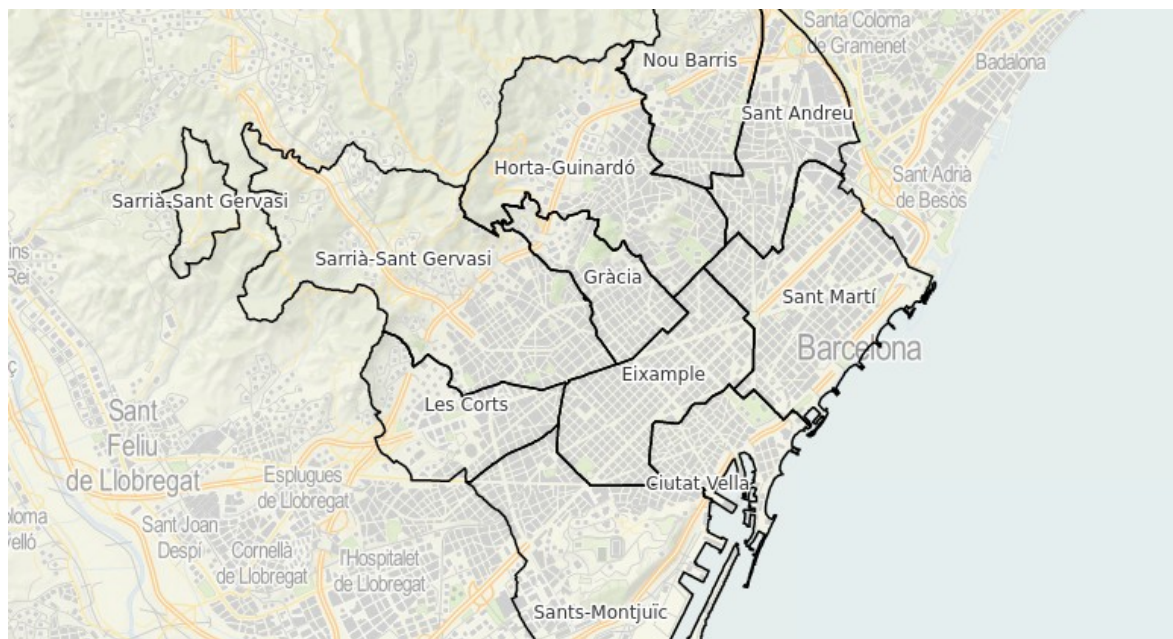 Santa Coloma
de Gramenet
Nou Barris
Badalona
Sant Andreu
Horta-Guinardó
Sant Adrià
de Besòs
Sarrià-Sant Gervasi
Sarrià-Sant Gervasi
Gràcia
Sant Martí
Barcelona
Eixample
Les Corts
Sant
Feliu
de Llobregat
Esplugues
de Llobregat
Ciutat Vella
Sant Joan
Despí
Cornellà
de Llobregat
l'Hospitalet
de Llobregat
Sants-Montjuïc